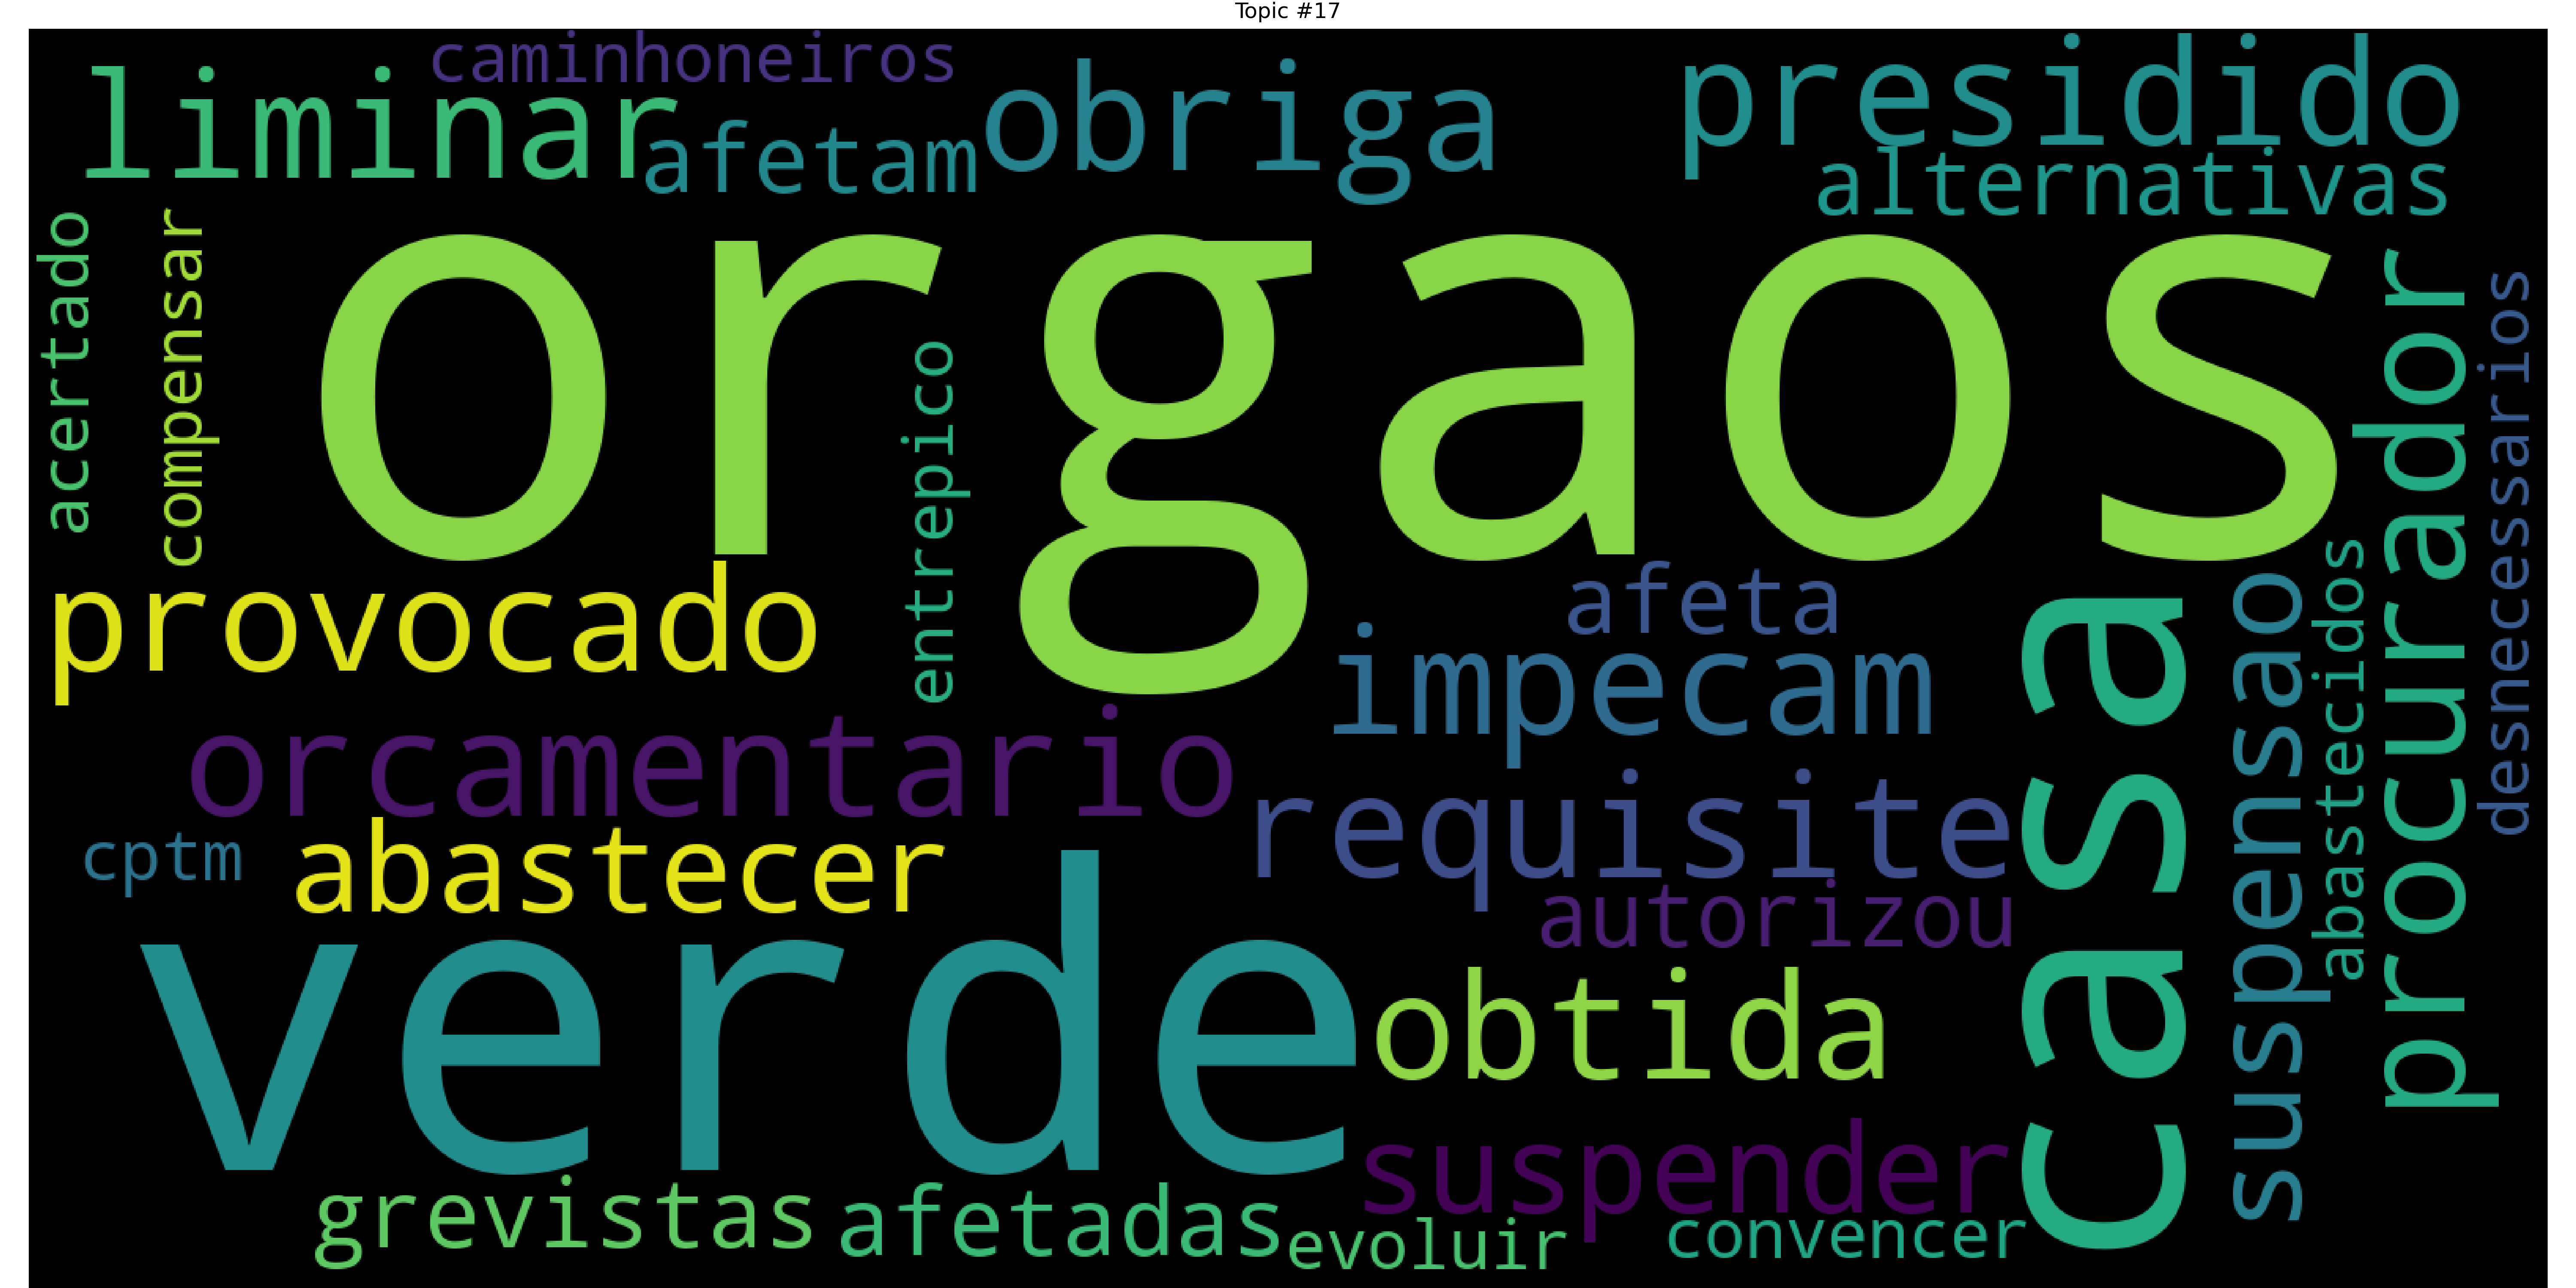 Topic #17
caminhoneiros
liminar
afetam
obriga
presidido
alternativas
acertado
compensar
orgaos
entrepico
procurador
desnecessarios
provocado
afeta
impecam
casas
suspensao
abastecidos
orcamentario
requisite
cptm
abastecer
autorizou
verde
obtida
suspender
grevistas
afetadas
evoluir
convencer